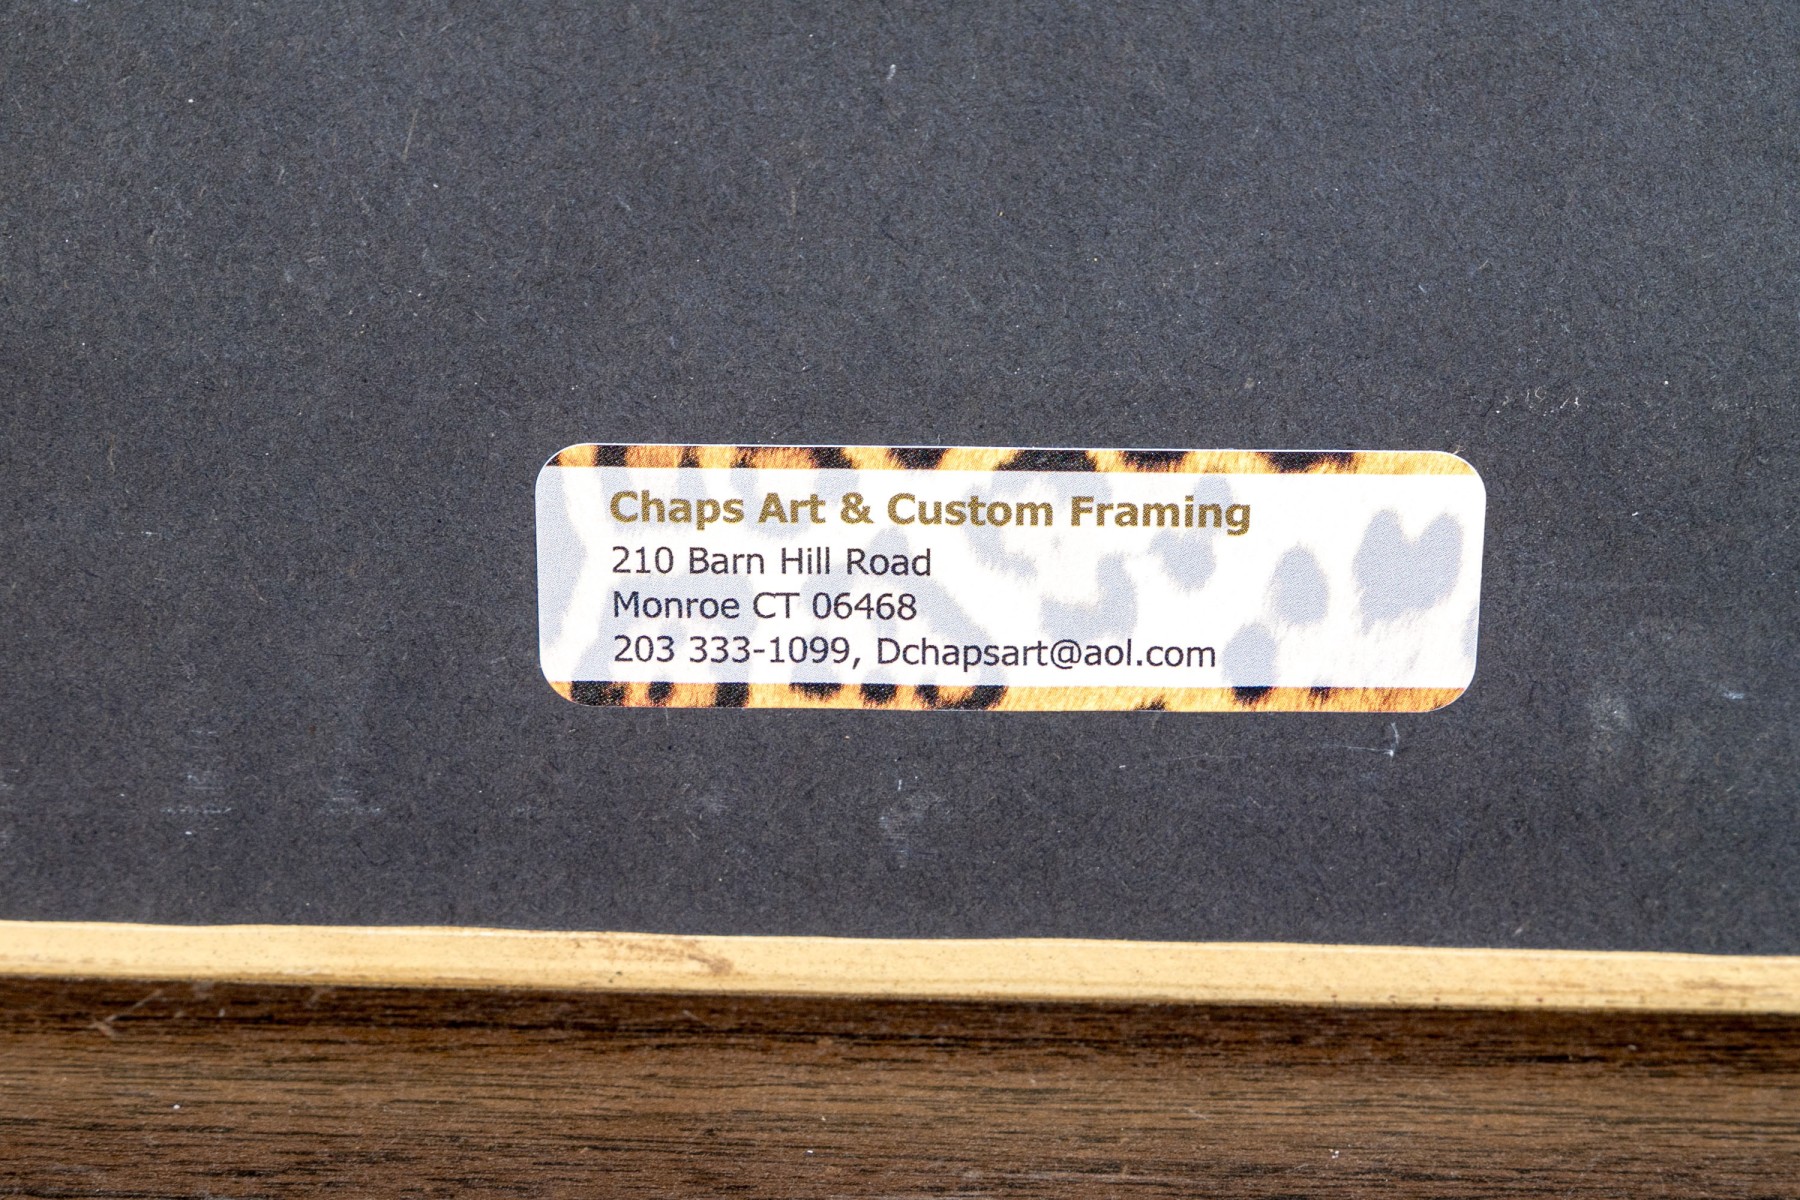 Chaps Art & Custom Framing
210 Barn Hill Road
Monroe CT 06468
203 333-1099, Dchapsart@aol.com